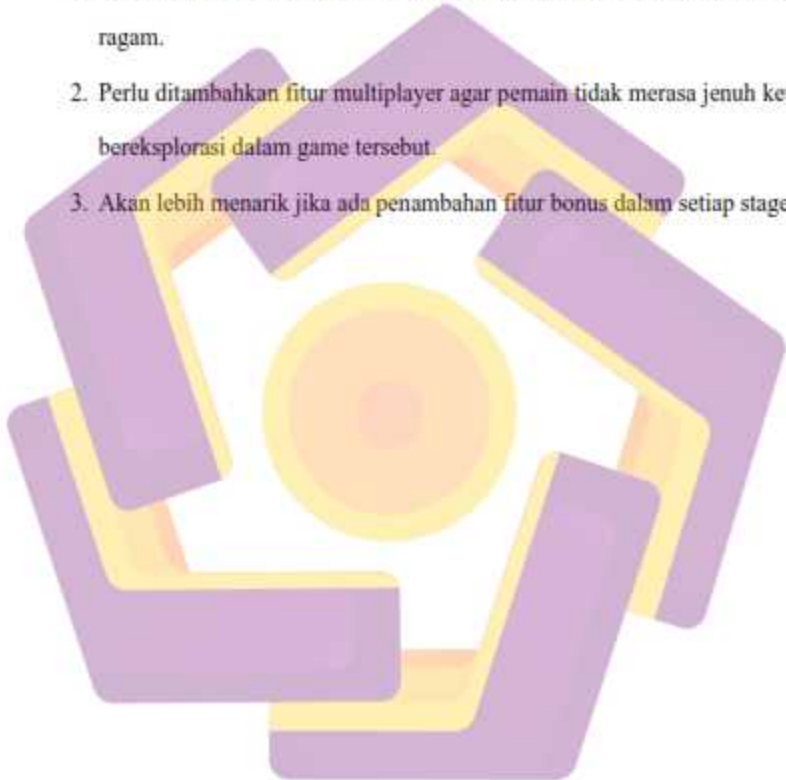 ragam.
2. Perlu ditambahkan fitur multiplayer agar pemain tidak merasa jenuh
bereksplorasi dalam game tersebut.
3. Akan lebih menarik jika ada penambahan fitur bonus dalam setiap stage